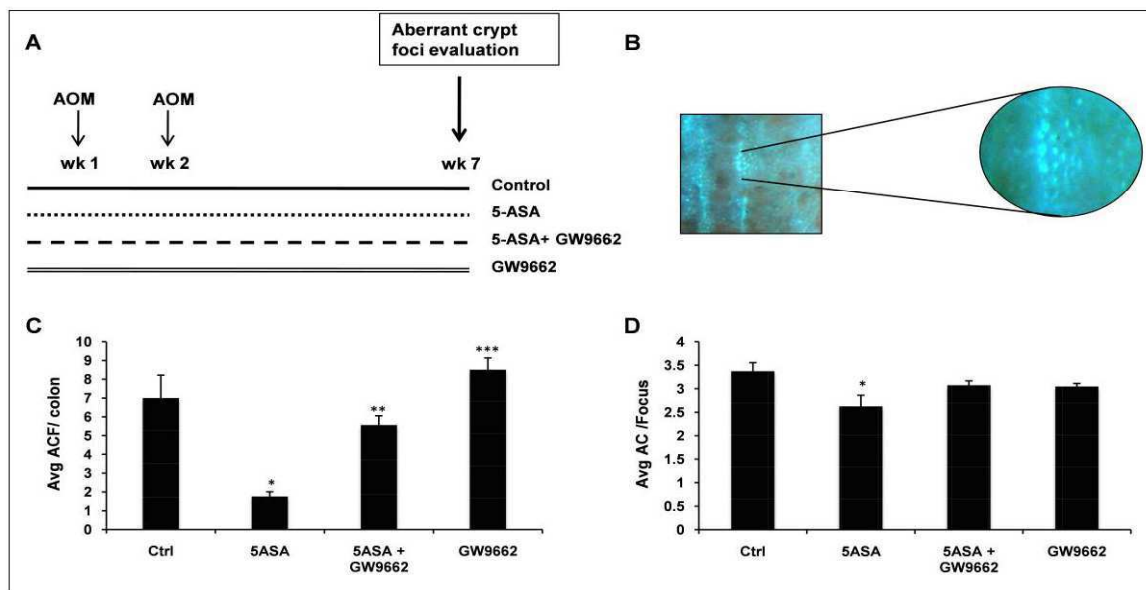 A
Aberrant crypt
foci evaluation
AOM
AOM
wk 1
wk 2
wk 7
Control
5-ASA
5-ASA+ GW9662
GW9662
B
C
Avg ACF/ colon
10
9
8
7
6
5
4
3
2
1
0
*
**
***
Ctrl
5ASA
5ASA +
GW9662
GW9662
D
Avg AC /Focus
4
3.5
3
2.5
2
1.5
1
0.5
0
*
Ctrl
5ASA
5ASA +
GW9662
GW9662